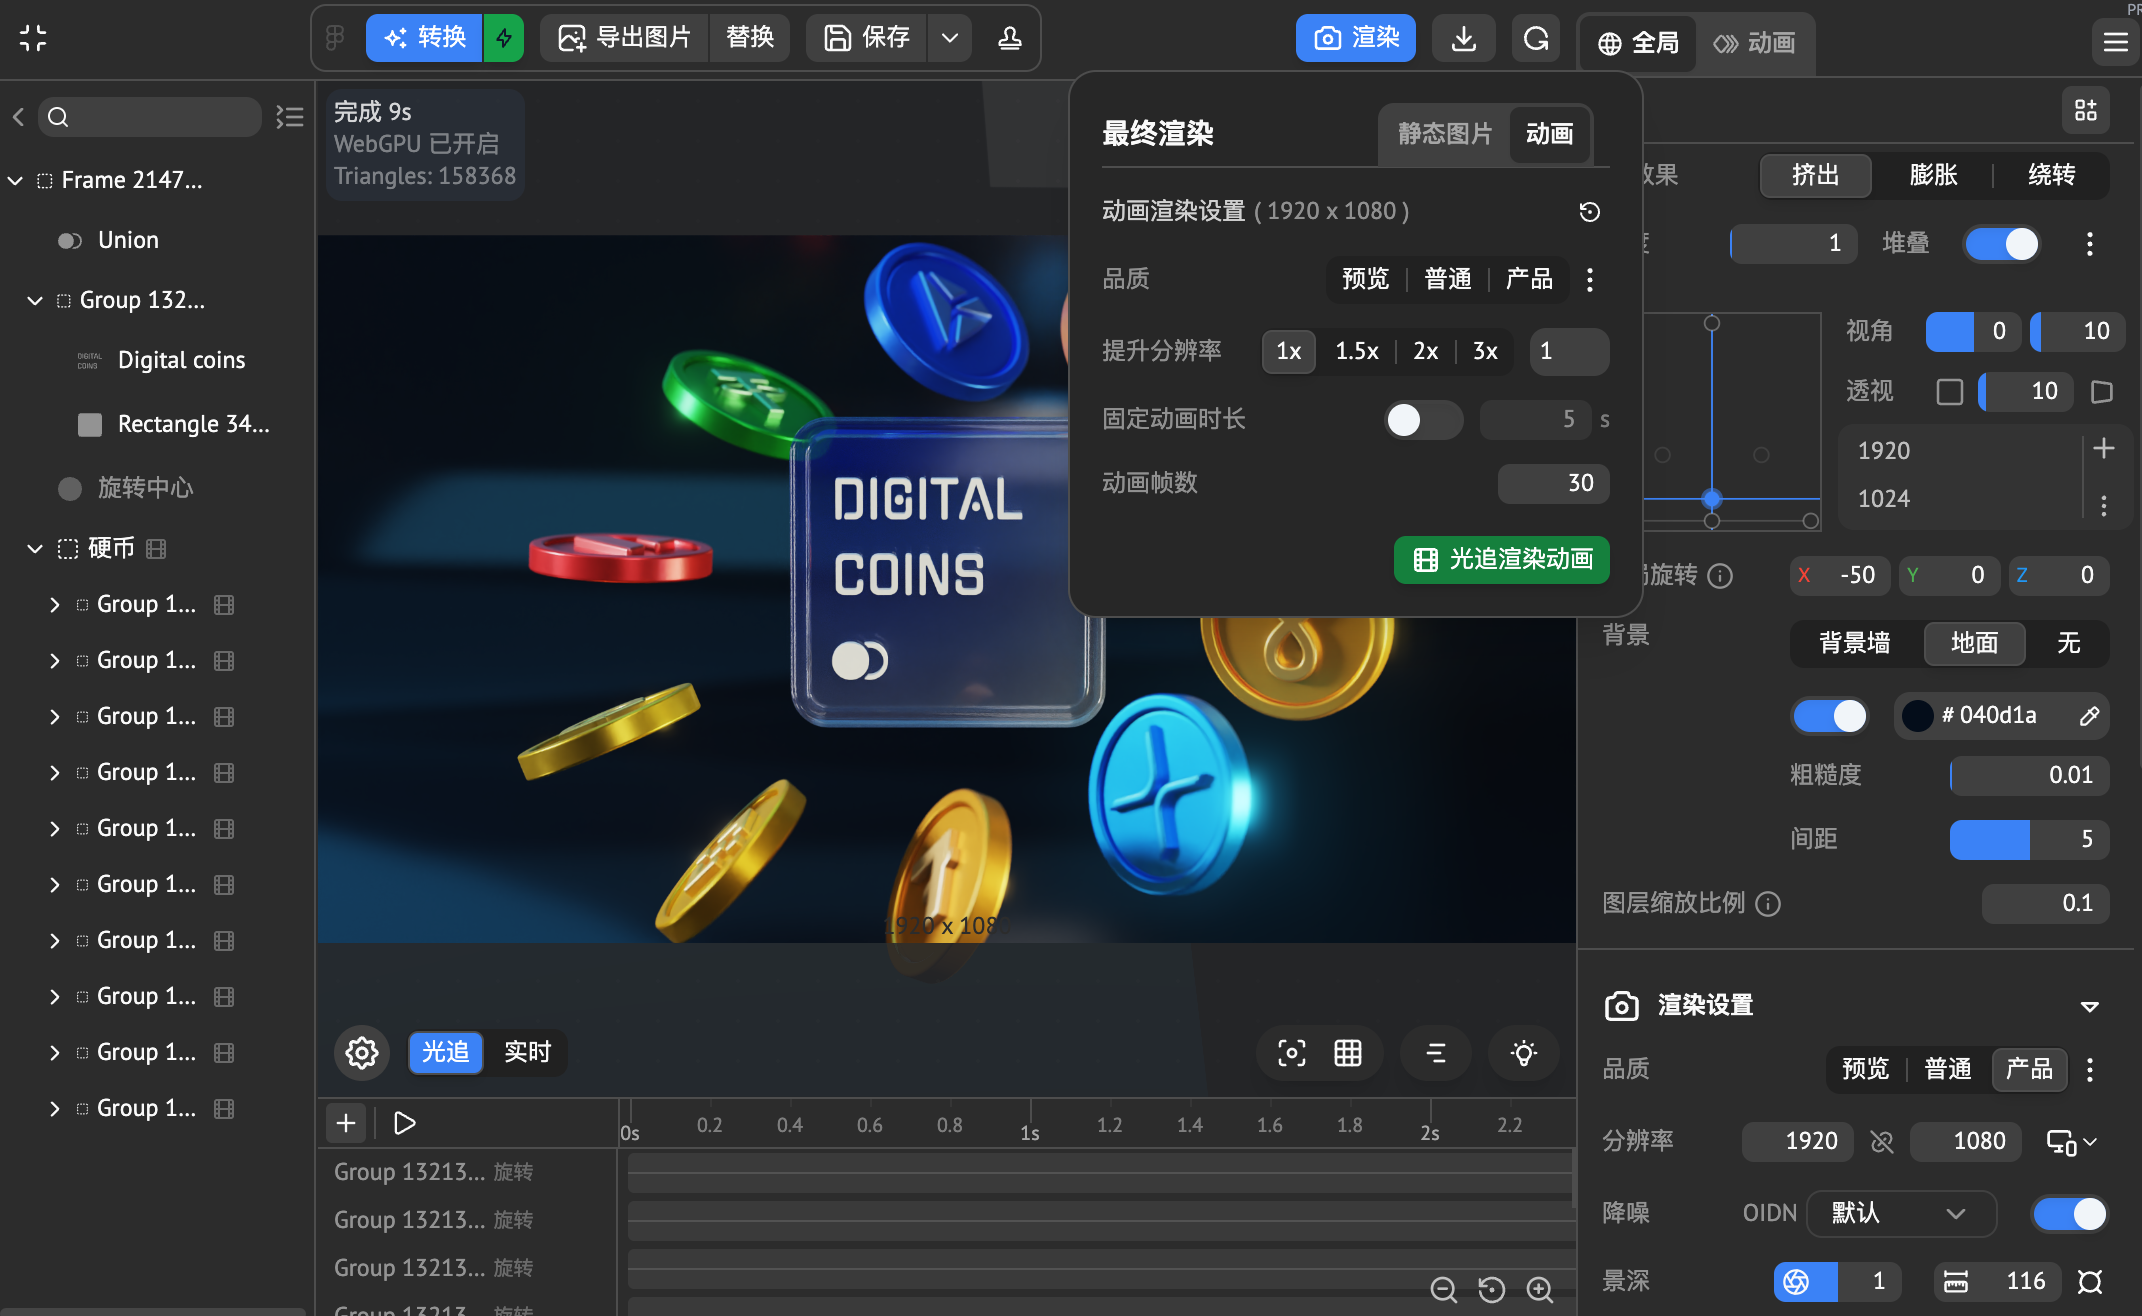 转换
导出图片
替换
保存
渲染
全局
动画
完成 9s
WebGPU 已开启
Triangles: 158368
Frame 2147...
Union
Group 132...
DIGITAL COINS
Digital coins
Rectangle 34...
旋转中心
硬币
Group 1...
Group 1...
Group 1...
Group 1...
Group 1...
Group 1...
Group 1...
Group 1...
Group 1...
Group 1...
DIGITAL
COINS
1920 x 108
光追
实时
最终渲染
静态图片
动画
动画渲染设置 ( 1920 x 1080 )
品质
预览
普通
产品
提升分辨率
1x
1.5x
2x
3x
1
固定动画时长
5 s
动画帧数
30
光追渲染动画
果
挤出
膨胀
绕转
度
1
堆叠
视角
0
10
透视
10
1920
1024
旋转
X -50
Y 0
Z 0
背景
背景墙
地面
无
# 040d1a
粗糙度
0.01
间距
5
图层缩放比例
0.1
渲染设置
品质
预览
普通
产品
分辨率
1920
1080
降噪
OIDN
默认
景深
1
116
0s 0.2 0.4 0.6 0.8 1s 1.2 1.4 1.6 1.8 2s 2.2
Group 13213... 旋转
Group 13213... 旋转
Group 13213... 旋转
Group 13213... 旋转